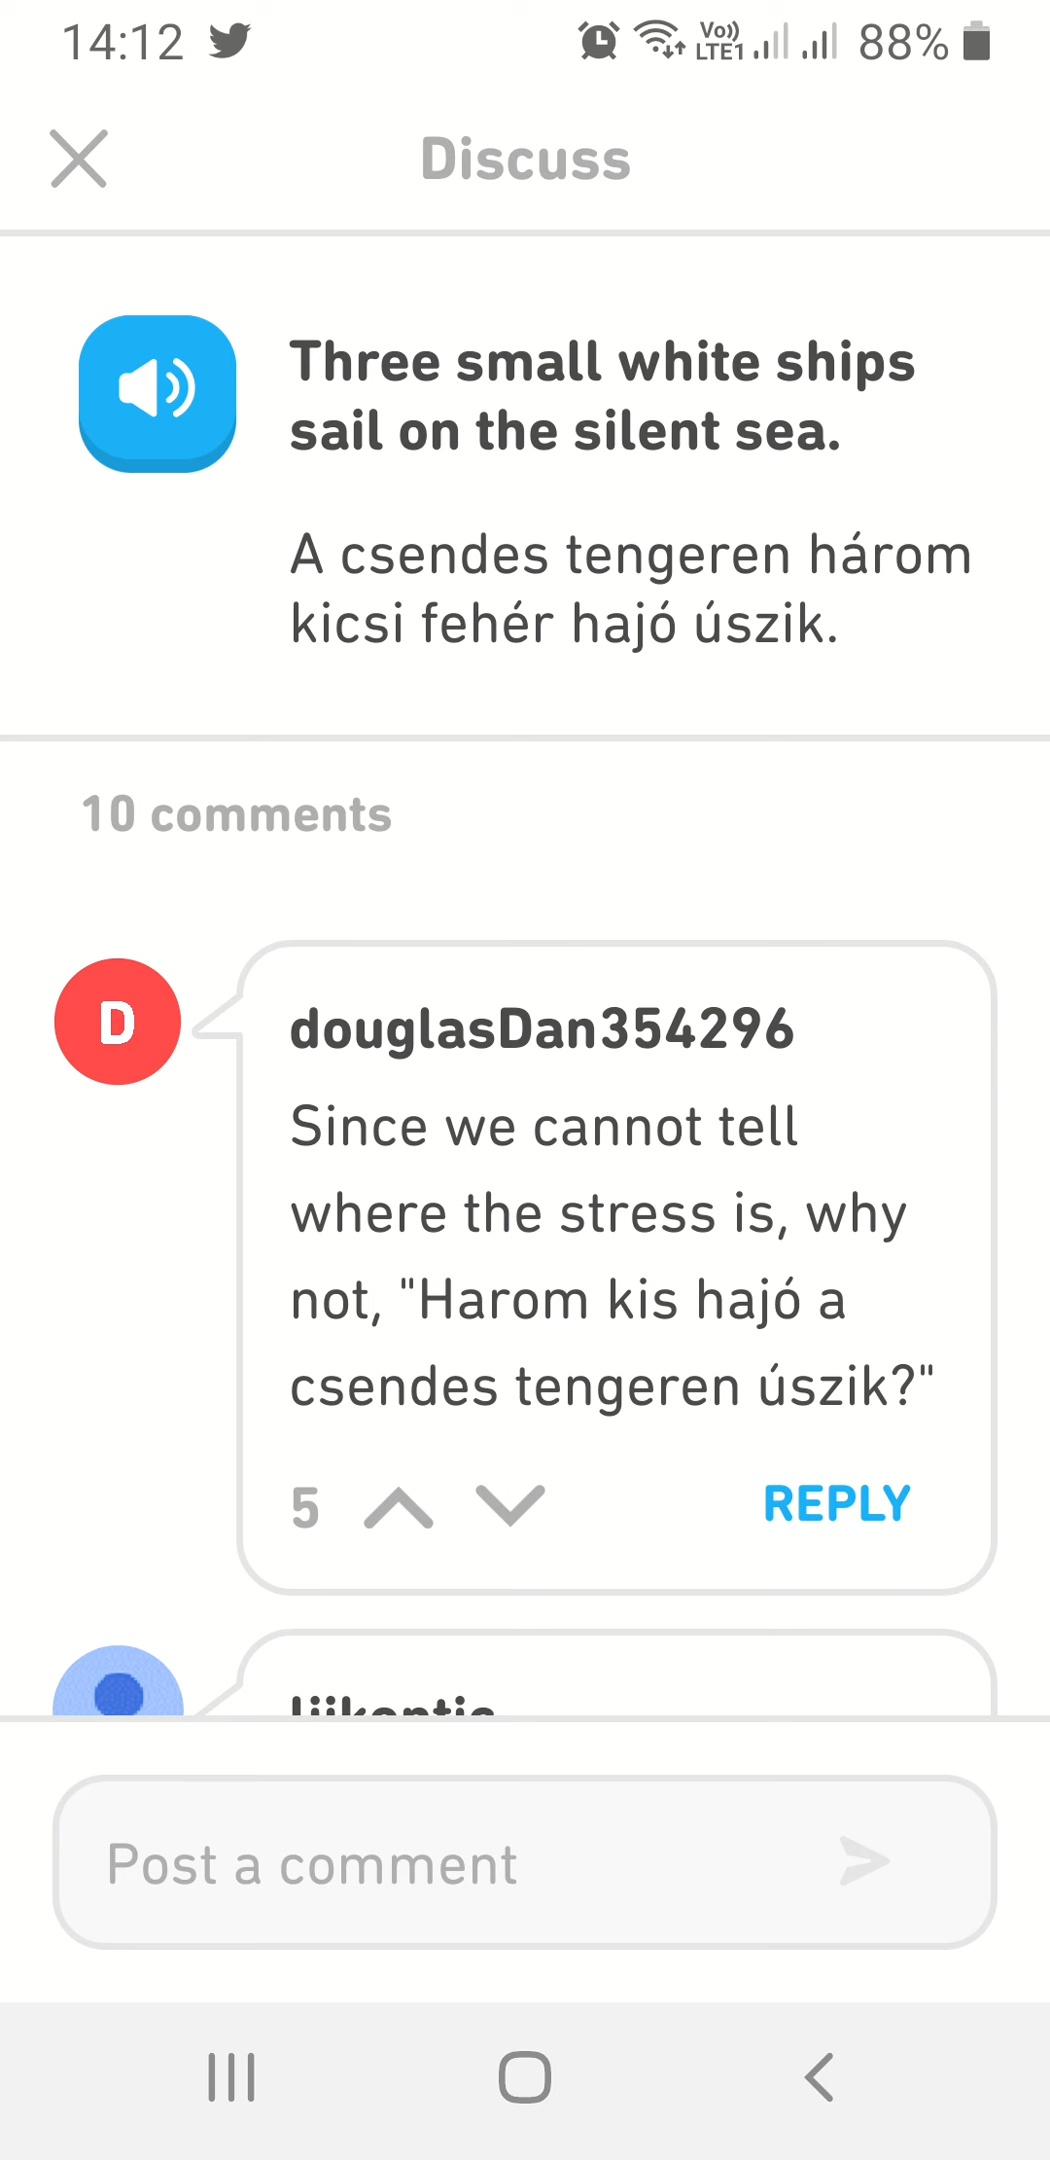 14:12
Vo)) LTE1 88%
Discuss
Three small white ships
sail on the silent sea.
A csendes tengeren három
kicsi fehér hajó úszik.
10 comments
D
douglasDan354296
Since we cannot tell
where the stress is, why
not, "Harom kis hajó a
csendes tengeren úszik?"
5 REPLY
Post a comment